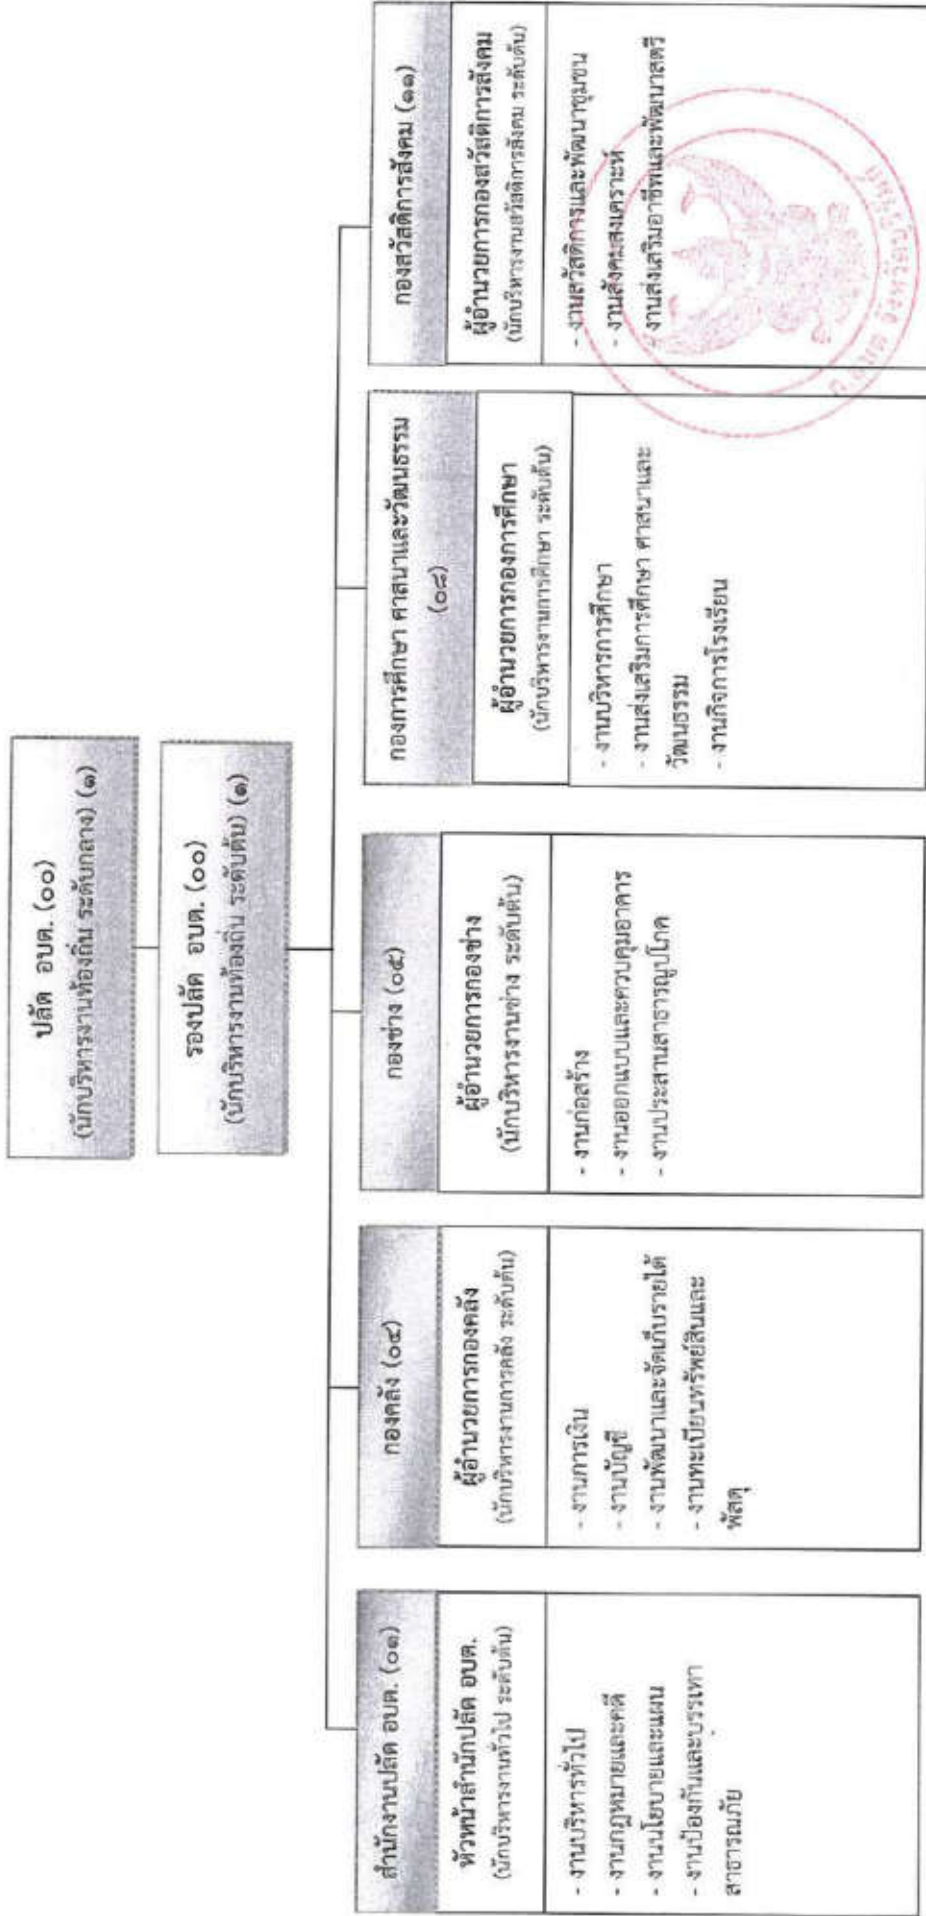 ปลัด อบต. (๐๐)
(นักบริหารงานท้องถิ่น ระดับกลาง) (๑)
รองปลัด อบต. (๐๐)
(นักบริหารงานท้องถิ่น ระดับต้น) (๑)
สำนักงานปลัด อบต. (๐๑)
หัวหน้าสำนักปลัด อบต.
(นักบริหารงานทั่วไป ระดับต้น)
- งานบริหารทั่วไป
- งานกฎหมายและคดี
- งานนโยบายและแผน
- งานป้องกันและบรรเทา
สาธารณภัย
กองคลัง (๐๔)
ผู้อำนวยการกองคลัง
(นักบริหารงานการคลัง ระดับต้น)
- งานการเงิน
- งานบัญชี
- งานพัฒนาและจัดเก็บรายได้
- งานทะเบียนทรัพย์สินและ
พัสดุ
กองช่าง (๐๕)
ผู้อำนวยการกองช่าง
(นักบริหารงานช่าง ระดับต้น)
- งานก่อสร้าง
- งานออกแบบและควบคุมอาคาร
- งานประสานสาธารณูปโภค
กองการศึกษา ศาสนาและวัฒนธรรม
(๐๘)
ผู้อำนวยการกองการศึกษา
(นักบริหารงานการศึกษา ระดับต้น)
- งานบริหารการศึกษา
- งานส่งเสริมการศึกษา ศาสนาและ
วัฒนธรรม
- งานกิจการโรงเรียน
กองสวัสดิการสังคม (๑๑)
ผู้อำนวยการกองสวัสดิการสังคม
(นักบริหารงานสวัสดิการสังคม ระดับต้น)
- งานสวัสดิการและพัฒนาชุมชน
- งานสังคมสงเคราะห์
- งานส่งเสริมอาชีพและพัฒนาสตรี